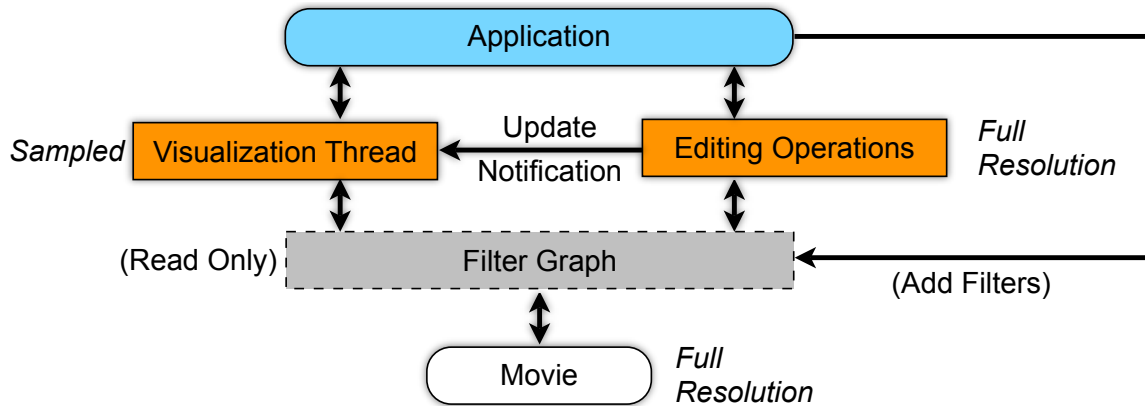 Application
Sampled
Visualization Thread
Update
Notification
Editing Operations
Full
Resolution
(Read Only)
Filter Graph
(Add Filters)
Movie
Full
Resolution